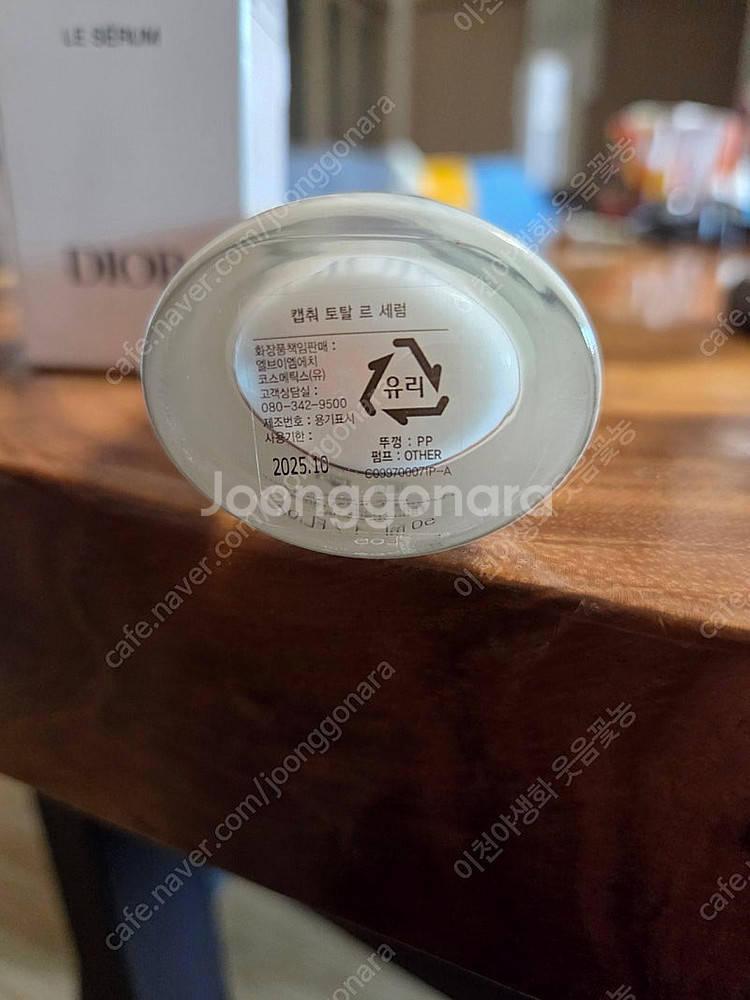 LE SÉRUM
DIOR
캡춰 토탈 르 세럼
화장품책임판매 :
엘브이엠에치
코스메틱스(유)
고객상담실 :
080-342-9500
제조번호 : 용기표시
사용기한 :
2025.10
유리
뚜껑 : PP
펌프 : OTHER
C099700071P-A
Joonggonara
cafe.naver.com/joonggonara
이천야생화 웃음꽃농